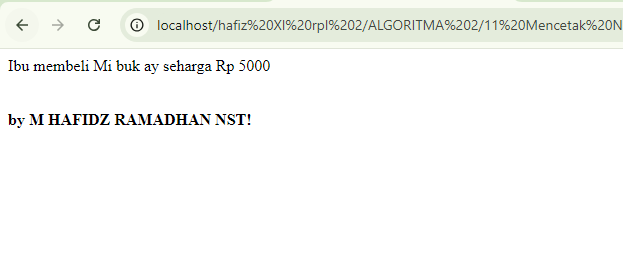 localhost/hafiz%20XI%20rpl%202/ALGORITMA%202/11%20Mencetak%20N
Ibu membeli Mi buk ay seharga Rp 5000
by M HAFIDZ RAMADHAN NST!